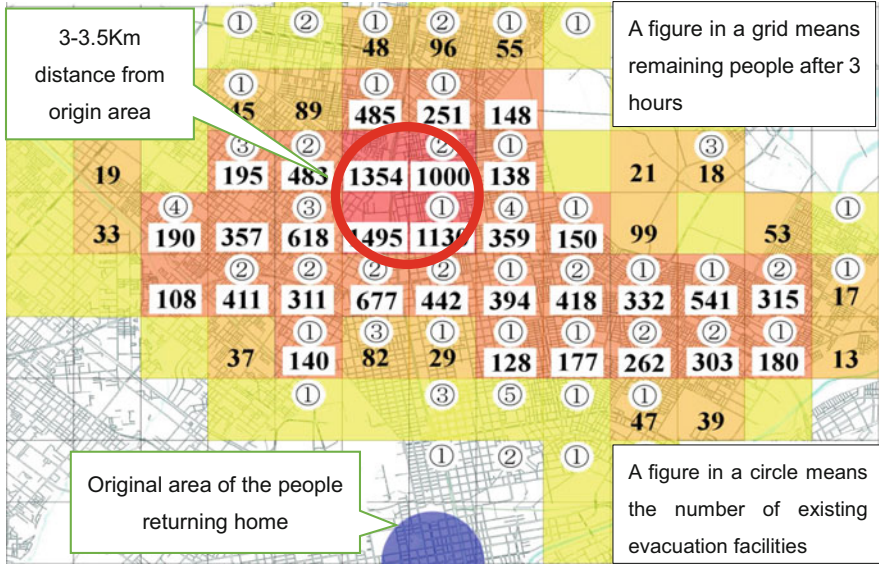 3-3.5Km
distance from
origin area
A figure in a grid means
remaining people after 3
hours
① ② ① ② ① ①
48 96 55
① ① ①
45 89 485 251 148
③ ② ② ① ③
19 195 483 1354 1000 138 21 18
④ ③ ① ④ ① ①
33 190 357 618 1495 1130 359 150 99 53
② ② ② ② ① ② ① ① ② ①
108 411 311 677 442 394 418 332 541 315 17
① ③ ① ① ① ② ② ①
37 140 82 29 128 177 262 303 180 13
① ③ ⑤ ① ①
47 39
① ② ①
Original area of the people
returning home
A figure in a circle means
the number of existing
evacuation facilities